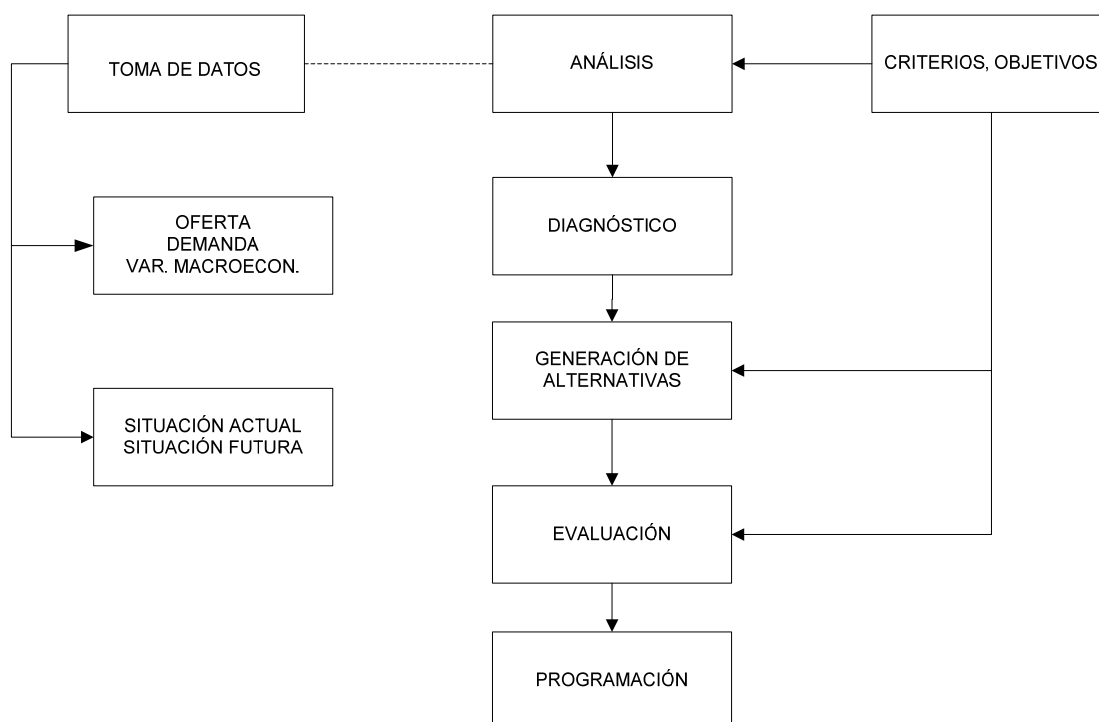 TOMA DE DATOS
ANÁLISIS
CRITERIOS, OBJETIVOS
OFERTA
DEMANDA
VAR. MACROECON.
DIAGNÓSTICO
GENERACIÓN DE
ALTERNATIVAS
SITUACIÓN ACTUAL
SITUACIÓN FUTURA
EVALUACIÓN
PROGRAMACIÓN